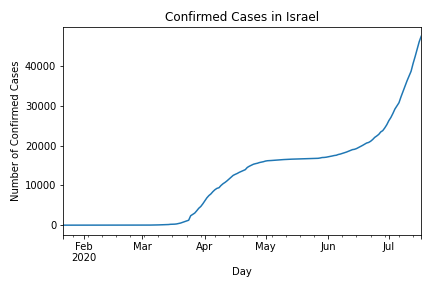 Confirmed Cases in Israel
Number of Confirmed Cases
40000
30000
20000
10000
0
Feb
2020
Mar
Apr
May
Jun
Jul
Day